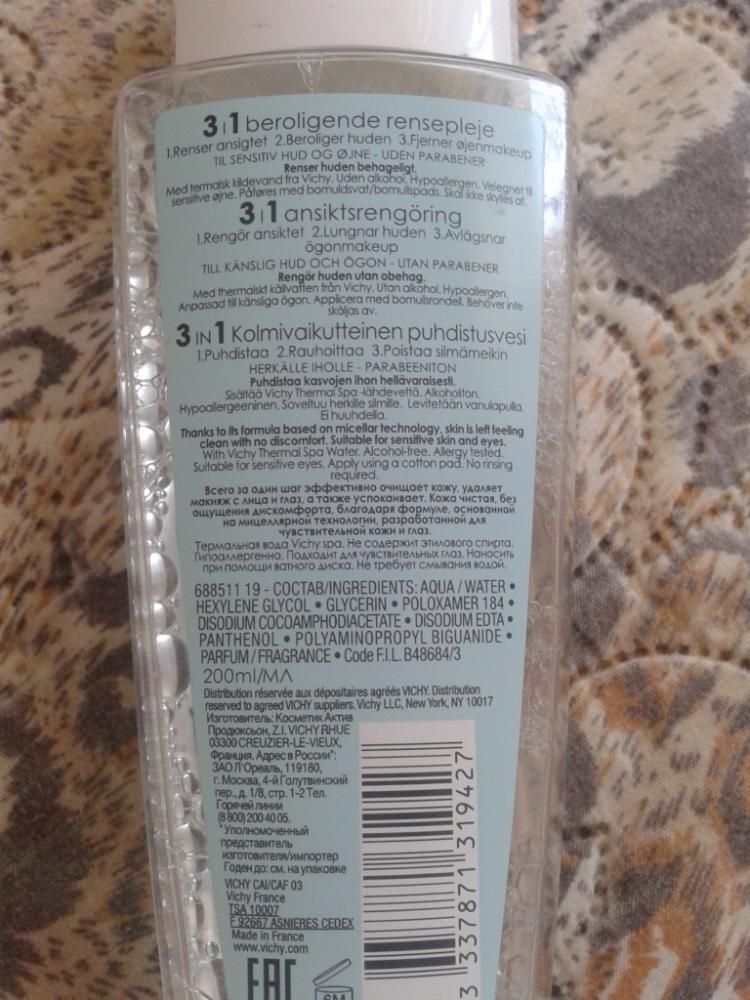 3 i 1 beroligende rensepleje
1.Renser ansigtet 2.Beroliger huden 3.Fjerner øjenmakeup
TIL SENSITIV HUD OG ØJNE - UDEN PARABENER
Renser huden behageligt.
Med termalsk kildevand fra Vichy. Uden alkohol. Hypoallergen. Velegnet til
sensitive øjne. Påføres med bomuldsvat/bomullspads. Skal ikke skylles af.
3 i 1 ansiktsrengöring
1.Rengör ansiktet 2.Lungnar huden 3.Avlägsnar
ögonmakeup
TILL KÄNSLIG HUD OCH ÖGON - UTAN PARABENER
Rengör huden utan obehag.
Med thermalskt källvatten från Vichy. Utan alkohol. Hypoallergen.
Anpassad till känsliga ögon. Applicera med bomullsrondell. Behöver inte
sköljas av.
3 IN 1 Kolmivaikutteinen puhdistusvesi
1.Puhdistaa 2.Rauhoittaa 3.Poistaa silmämeikin
HERKÄLLE IHOLLE - PARABEENITON
Puhdistaa kasvojen ihon hellävaraisesti.
Sisältää Vichy Thermal Spa -lähdevettä. Alkoholiton.
Hypoallergeeninen. Soveltuu herkille silmille. Levitetään vanulapulla.
Ei huuhdella.
Thanks to its formula based on micellar technology, skin is left feeling
clean with no discomfort. Suitable for sensitive skin and eyes.
With Vichy Thermal Spa Water. Alcohol-free. Allergy tested.
Suitable for sensitive eyes. Apply using a cotton pad. No rinsing
required.
Всего за один шаг эффективно очищает кожу, удаляет
макияж с лица и глаз, а также успокаивает. Кожа чистая, без
ощущения дискомфорта, благодаря формуле, основанной
на мицеллярной технологии, разработанной для
чувствительной кожи и глаз.
Термальная вода Vichy spa. Не содержит этилового спирта.
Гипоаллергенно. Подходит для чувствительных глаз. Наносить
при помощи ватного диска. Не требует смывания водой.
688511 19 - СОСТАВ/INGREDIENTS: AQUA / WATER •
HEXYLENE GLYCOL • GLYCERIN • POLOXAMER 184 •
DISODIUM COCOAMPHODIACETATE • DISODIUM EDTA •
PANTHENOL • POLYAMINOPROPYL BIGUANIDE •
PARFUM / FRAGRANCE • Code F.I.L. B48684/3
200ml/МЛ
Distribution réservée aux dépositaires agréés VICHY. Distribution
reserved to agreed VICHY suppliers. Vichy LLC, New York, NY 10017
Изготовитель: Косметик Актив
Продюксьон, Z.I. VICHY RHUE
03300 CREUZIER-LE-VIEUX,
Франция. Адрес в России*:
ЗАО Л'Ореаль, 119180,
г. Москва, 4-й Голутвинский
пер., д. 1/8, стр. 1-2 Тел.
Горячей линии
(8 800) 200 40 05.
*Уполномоченный
представитель
изготовителя/импортер
Годен до: см. на упаковке
VICHY CAI/CAF 03
Vichy France
TSA 10007
F 92667 ASNIERES CEDEX
Made in France
www.vichy.com
EAC
6M
3 337871 319427